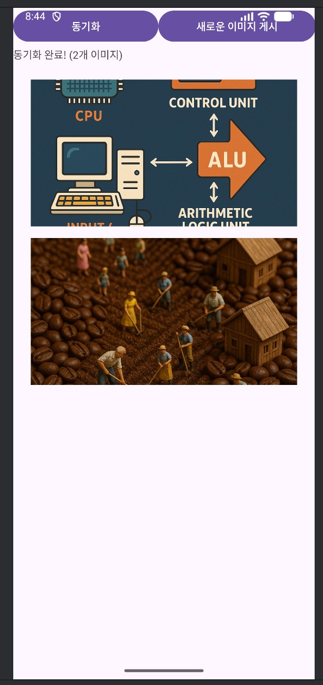 8:44
동기화
새로운 이미지 게시
동기화 완료! (2개 이미지)
CPU
CONTROL UNIT
ALU
INPUT /
ARITHMETIC
LOGIC UNIT